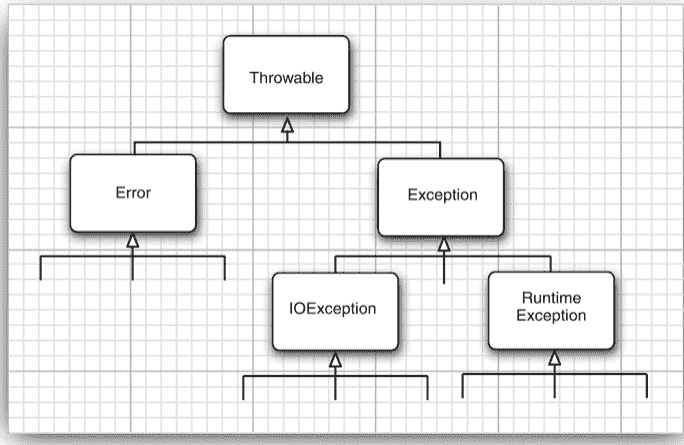 Throwable
Error
Exception
IOException
Runtime
Exception